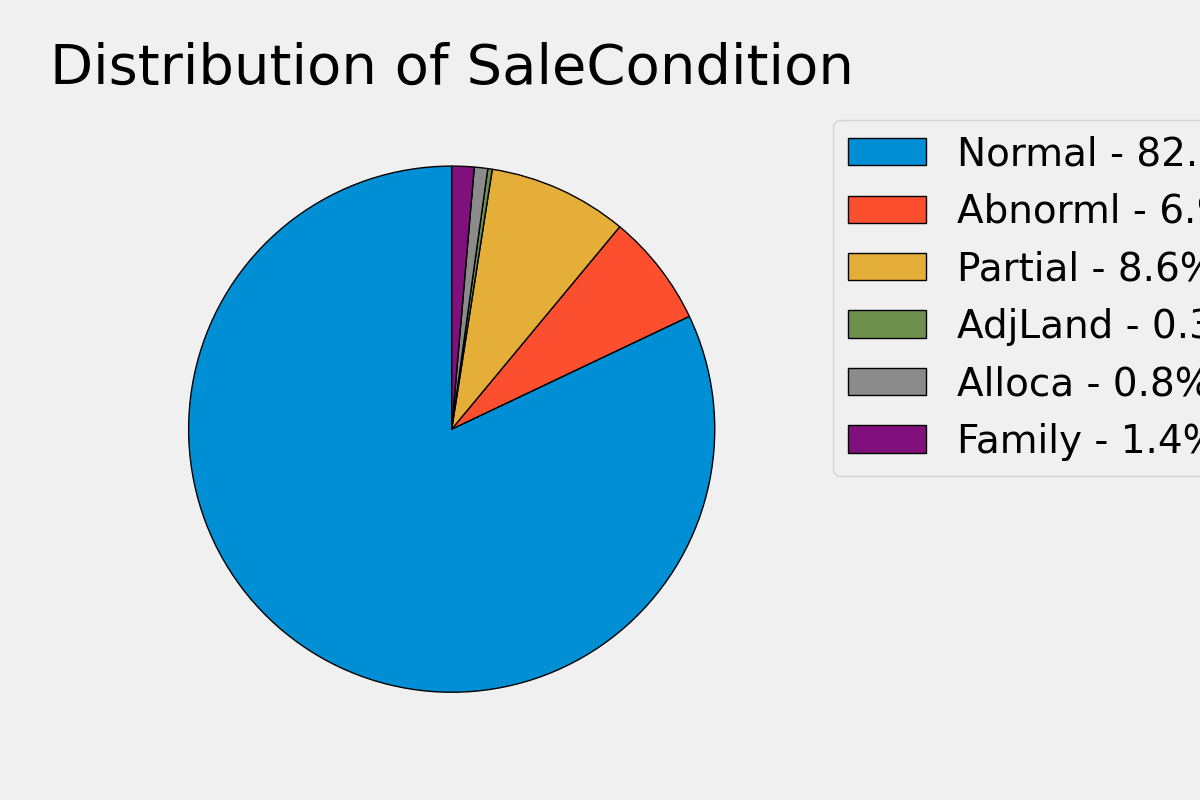 Distribution of SaleCondition
Normal - 82.
Abnorml - 6.9
Partial - 8.6%
AdjLand - 0.3
Alloca - 0.8%
Family - 1.4%